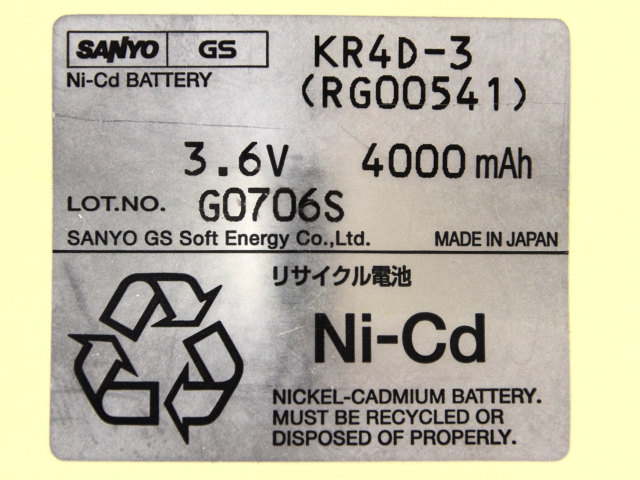 SANYO GS
Ni-Cd BATTERY
KR4D-3
(RG00541)
3.6V 4000mAh
LOT.NO. G0706S
SANYO GS Soft Energy Co.,Ltd. MADE IN JAPAN
リサイクル電池
Ni-Cd
NICKEL-CADMIUM BATTERY.
MUST BE RECYCLED OR
DISPOSED OF PROPERLY.